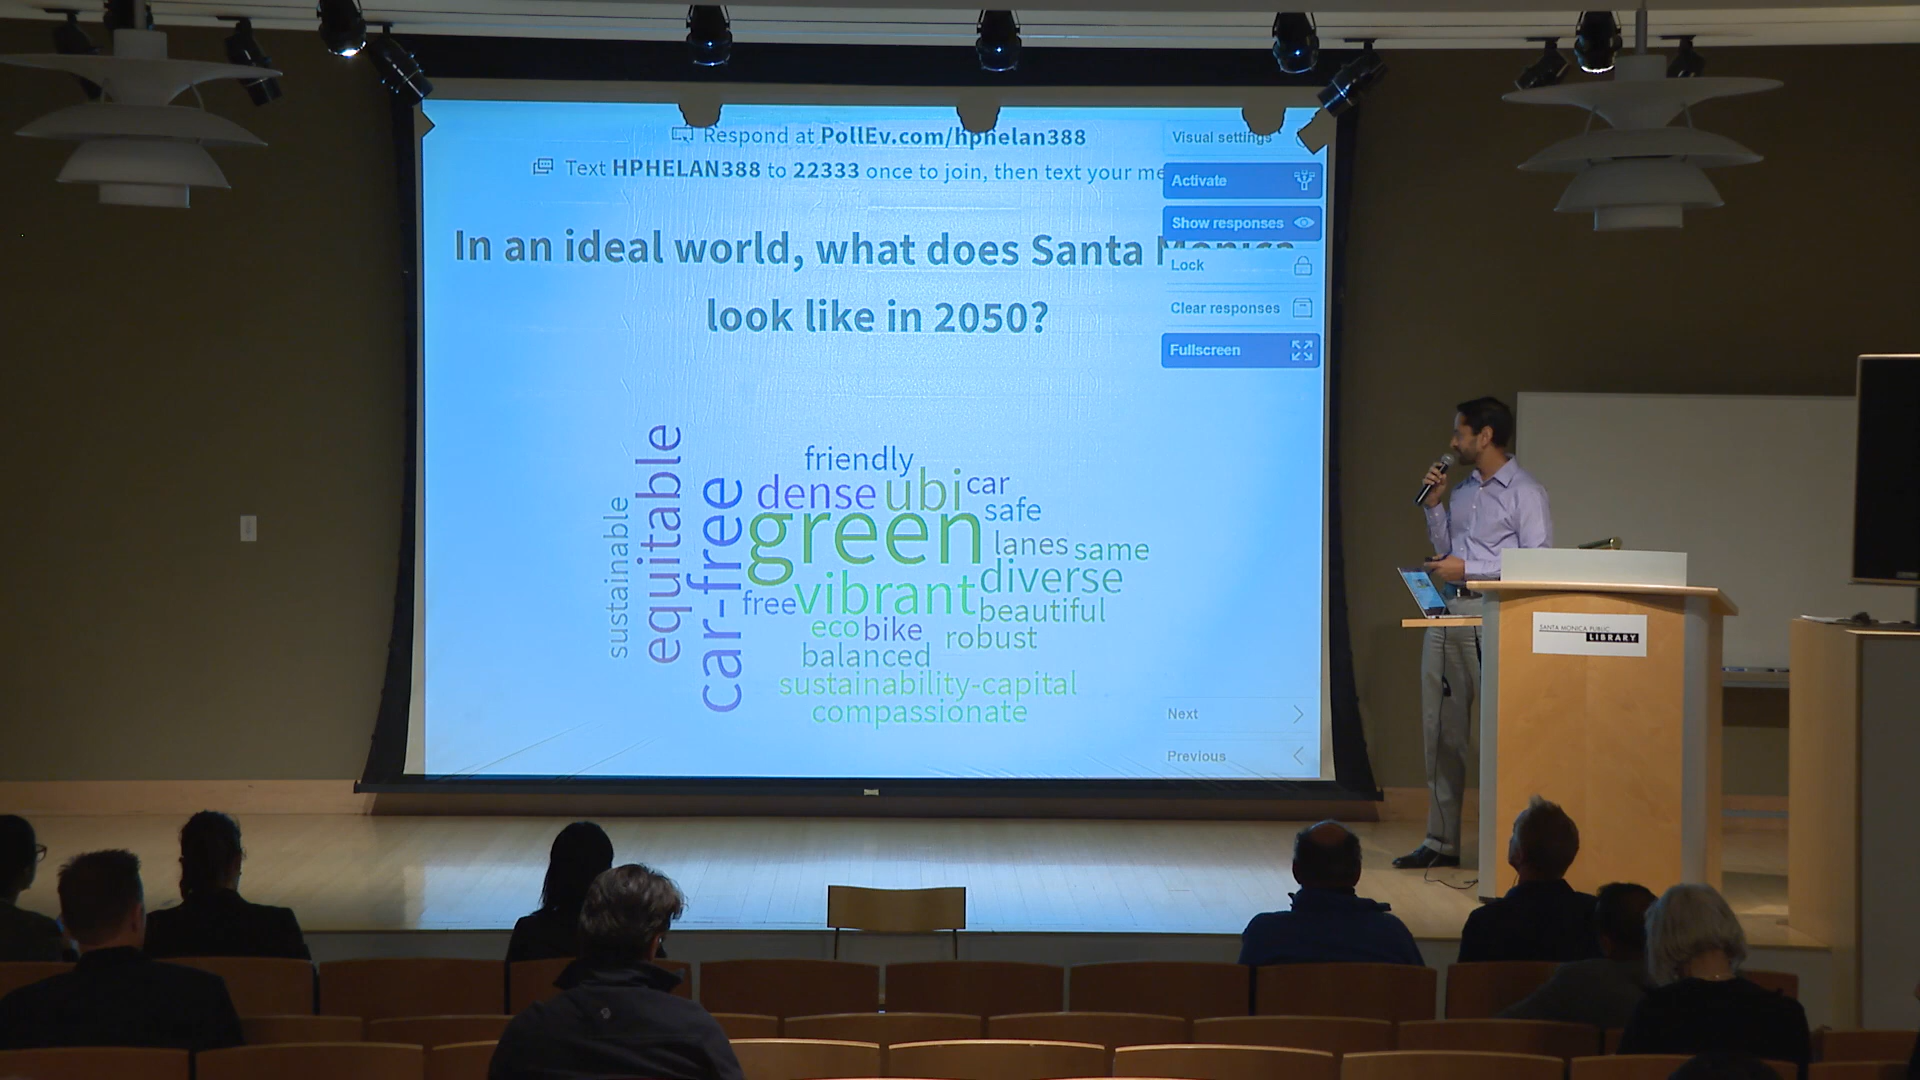 Respond at PollEv.com/hphelan388
Text HPHELAN388 to 22333 once to join, then text your me
Visual settings
Activate
Show responses
Lock
Clear responses
Fullscreen
In an ideal world, what does Santa Monica
look like in 2050?
friendly
dense ubi car
safe
green
lanes same
sustainable
equitable
car-free
diverse
free vibrant
beautiful
eco bike robust
balanced
sustainability-capital
compassionate
Next
Previous
SANTA MONICA PUBLIC
LIBRARY